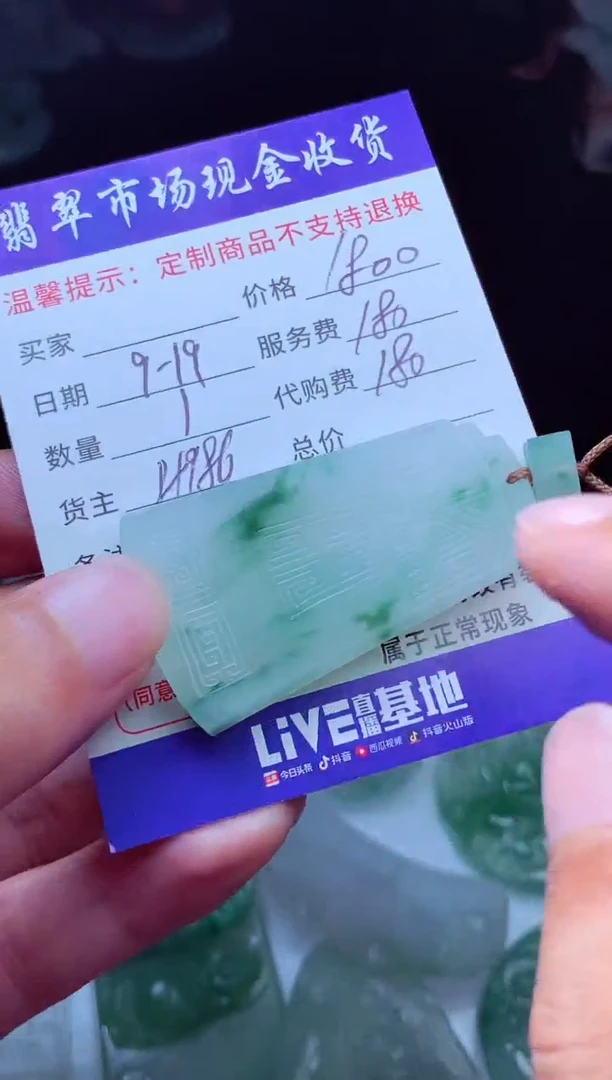 翡翠市场现金收货
温馨提示：定制商品不支持退换
买家
价格 1800
日期 9-19
服务费 180
数量 1
代购费 180
货主 4986
总价
属于正常现象
(同意
LiVE直播基地
今日头条 抖音 西瓜视频 抖音火山版